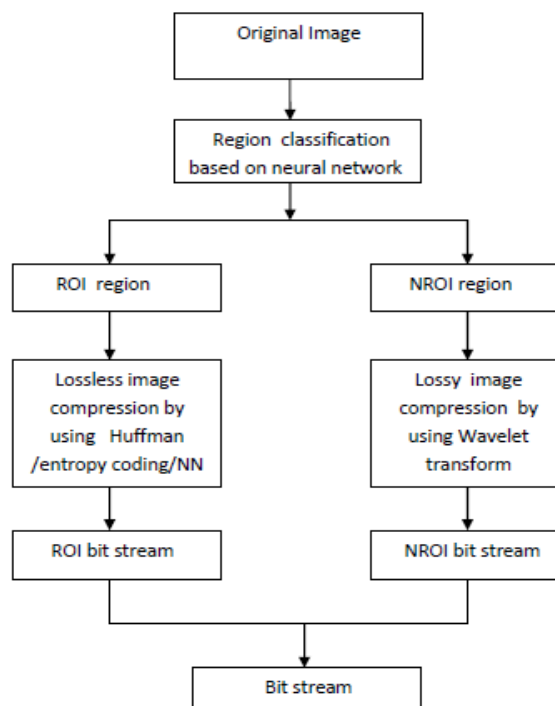 Original Image
Region classification
based on neural network
ROI region
NROI region
Lossless image
compression by
using Huffman
/entropy coding/NN
Lossy image
compression by
using Wavelet
transform
ROI bit stream
NROI bit stream
Bit stream